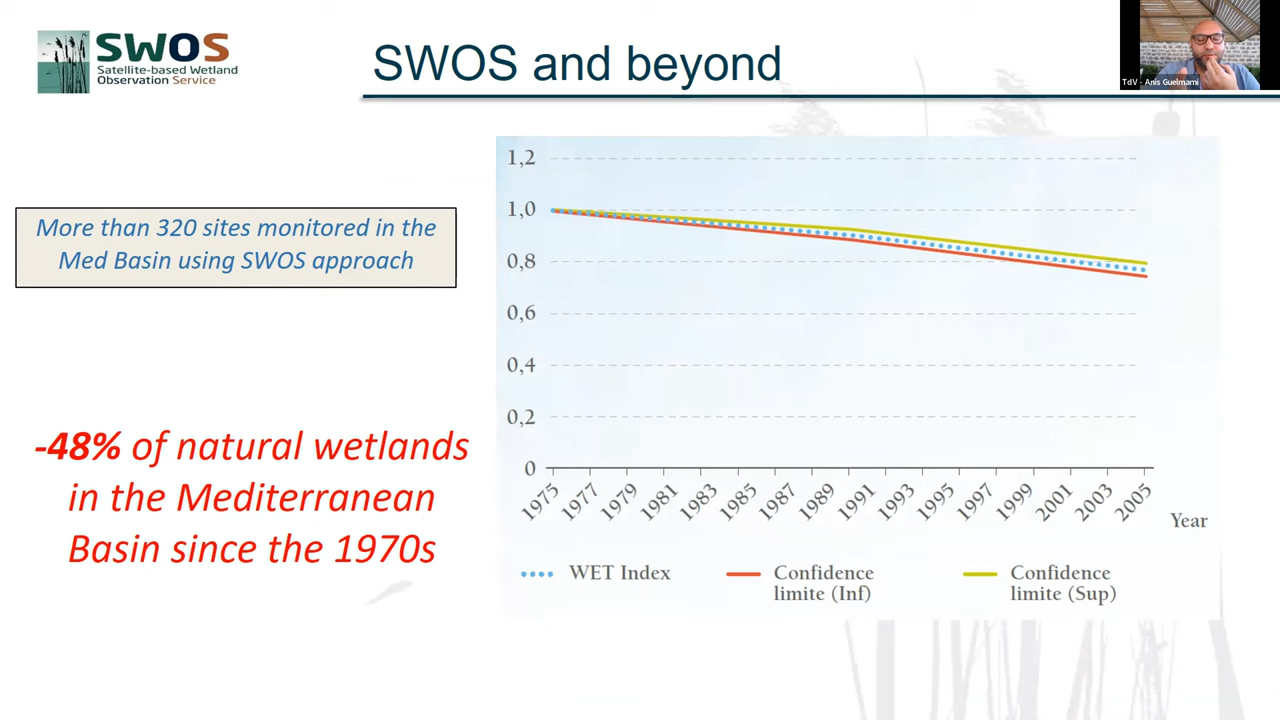 SWOS
Satellite-based Wetland
Observation Service
SWOS and beyond
TdV - Anis Guelmami
More than 320 sites monitored in the
Med Basin using SWOS approach
-48% of natural wetlands
in the Mediterranean
Basin since the 1970s
1,2
1,0
0,8
0,6
0,4
0,2
0
1975 1977 1979 1981 1983 1985 1987 1989 1991 1993 1995 1997 1999 2001 2003 2005
Year
WET Index
Confidence
limite (Inf)
Confidence
limite (Sup)